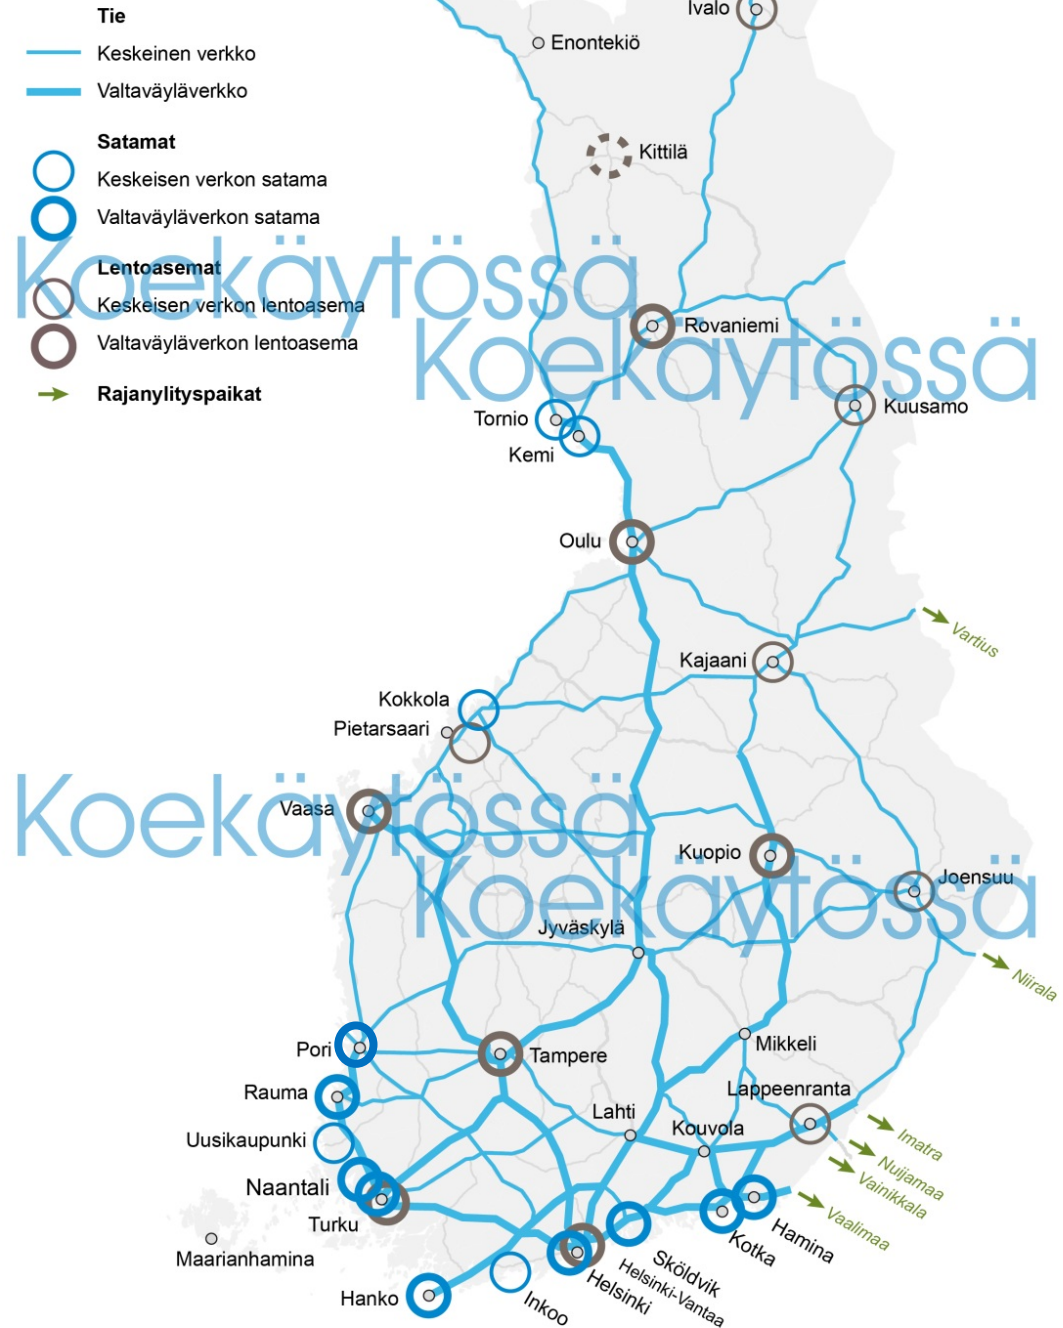 Tie
Keskeinen verkko
Valtaväyläverkko
Satamat
Keskeisen verkon satama
Valtaväyläverkon satama
Lentoasemat
Keskeisen verkon lentoasema
Valtaväyläverkon lentoasema
Rajanylityspaikat
Ivalo
Enontekiö
Kittilä
Koekäytössä
Koekäytössä
Rovaniemi
Kuusamo
Tornio
Kemi
Oulu
Vartius
Kajaani
Kokkola
Pietarsaari
Koekäytössä
Vaasa
Kuopio
Koekäytössä
Joensuu
Jyväskylä
Niirala
Pori
Tampere
Mikkeli
Rauma
Lappeenranta
Lahti
Kouvola
Imatra
Uusikaupunki
Nuijamaa
Vainikkala
Naantali
Turku
Vaalimaa
Hamina
Kotka
Maarianhamina
Sköldvik
Helsinki-Vantaa
Helsinki
Hanko
Inkoo